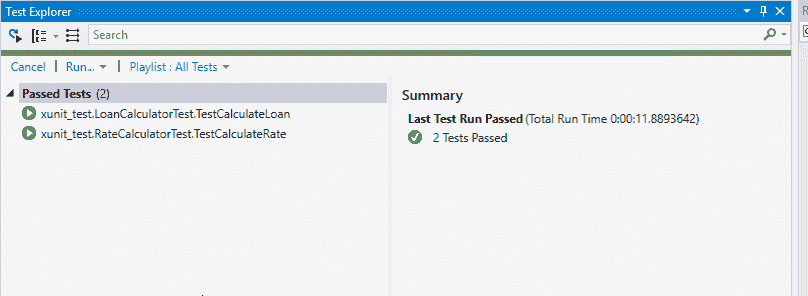 Test Explorer
Search
Cancel | Run... | Playlist : All Tests
Passed Tests (2)
xunit_test.LoanCalculatorTest.TestCalculateLoan
xunit_test.RateCalculatorTest.TestCalculateRate
Summary
Last Test Run Passed (Total Run Time 0:00:11.8893642)
2 Tests Passed